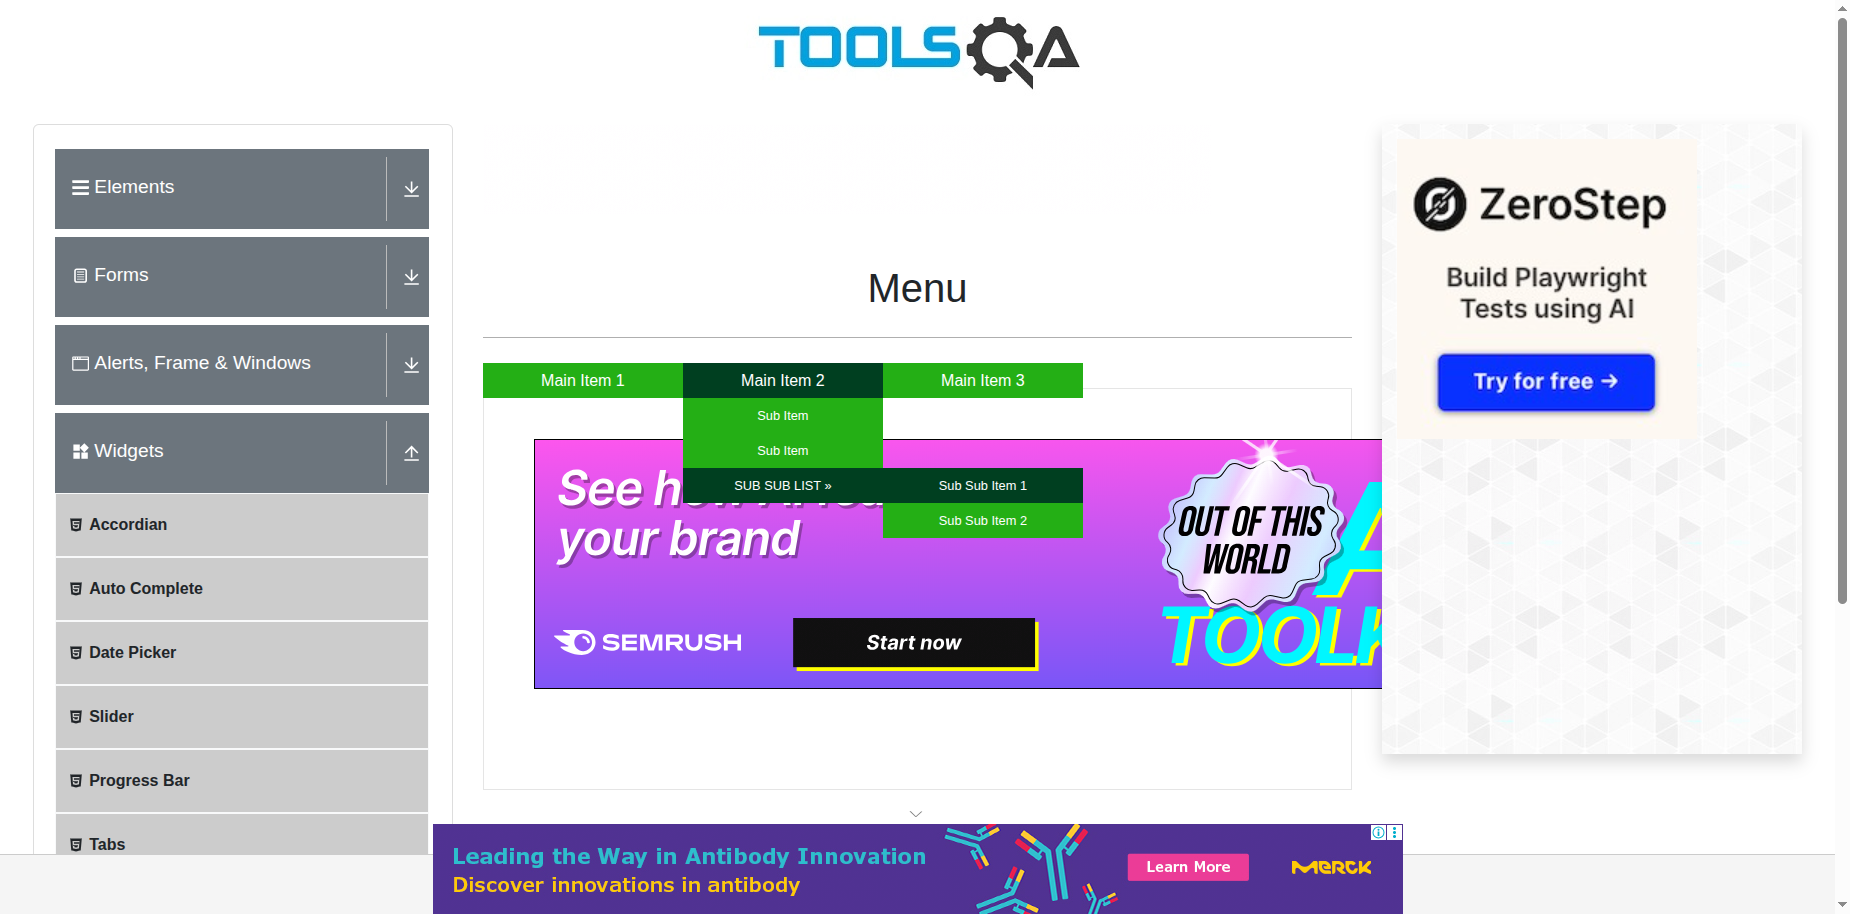 TOOLSQA
Elements
Forms
Alerts, Frame & Windows
Widgets
Accordian
Auto Complete
Date Picker
Slider
Progress Bar
Tabs
Menu
Main Item 1
Main Item 2
Main Item 3
Sub Item
Sub Item
SUB SUB LIST »
Sub Sub Item 1
Sub Sub Item 2
See
your brand
SEMRUSH
Start now
OUT OF THIS
WORLD
ZeroStep
Build Playwright
Tests using AI
Try for free →
Leading the Way in Antibody Innovation
Discover innovations in antibody
Learn More
MERCK